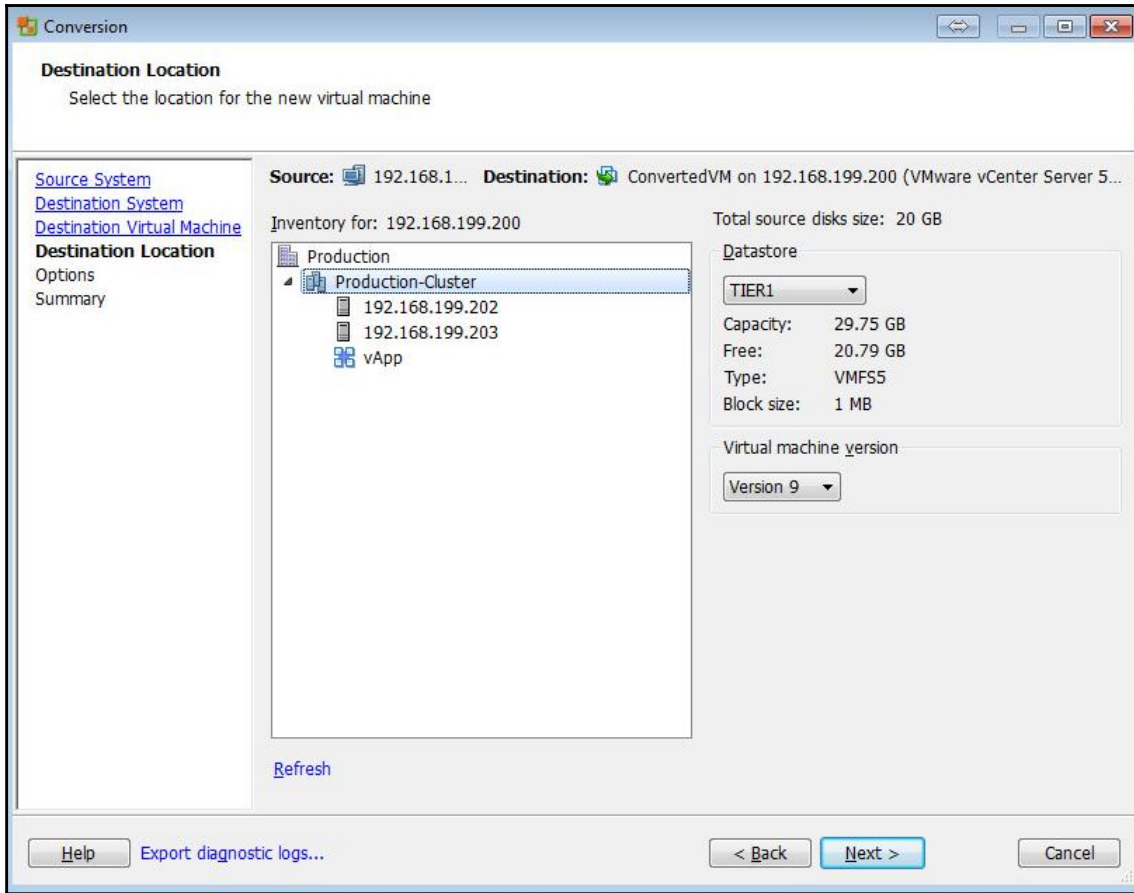 Conversion
Destination Location
Select the location for the new virtual machine
Source System
Destination System
Destination Virtual Machine
Destination Location
Options
Summary
Source: 192.168.1... Destination: ConvertedVM on 192.168.199.200 (VMware vCenter Server 5...
Inventory for: 192.168.199.200
Production
Production-Cluster
192.168.199.202
192.168.199.203
vApp
Refresh
Total source disks size: 20 GB
Datastore
TIER1
Capacity: 29.75 GB
Free: 20.79 GB
Type: VMFS5
Block size: 1 MB
Virtual machine version
Version 9
Help Export diagnostic logs... < Back Next > Cancel